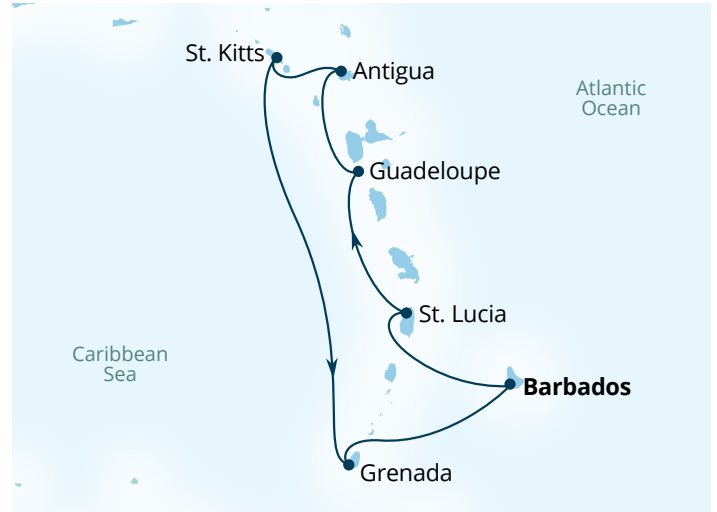 St. Kitts
Antigua
Atlantic
Ocean
Guadeloupe
St. Lucia
Caribbean
Sea
Barbados
Grenada